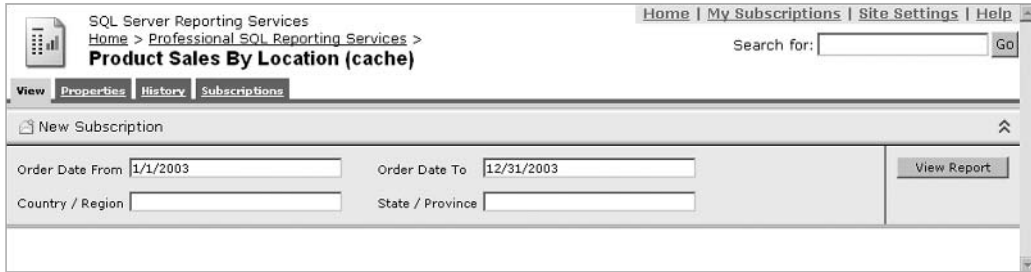 SQL Server Reporting Services
Home | My Subscriptions | Site Settings | Help
Home > Professional SQL Reporting Services >
Product Sales By Location (cache)
Search for: Go
View Properties History Subscriptions
New Subscription
Order Date From 1/1/2003 Order Date To 12/31/2003 View Report
Country / Region State / Province